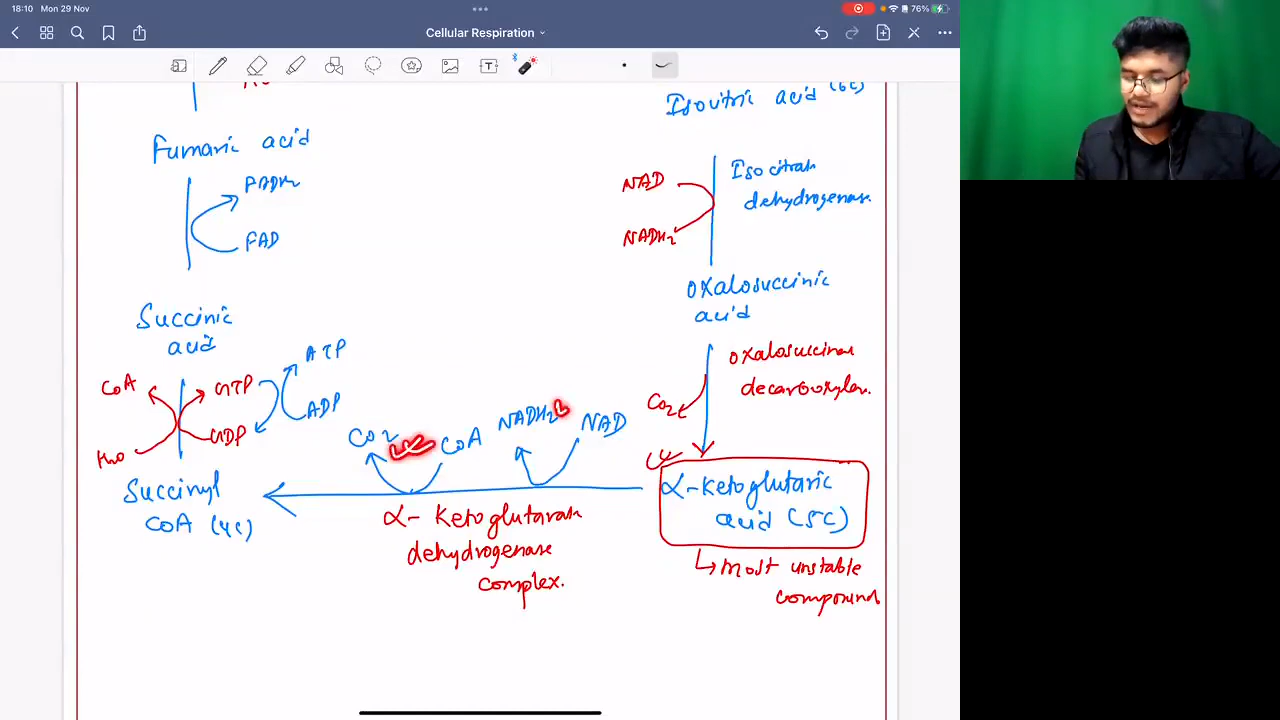 18:10 Mon 29 Nov
76%
Cellular Respiration
T
Fumaric acid
FADH2
FAD
Succinic
acid
ATP
CoA
GTP
ADP
H2O
GDP
Succinyl
CoA (4C)
CO2
CoA
NADH2
NAD
α-Ketoglutarate
dehydrogenase
complex.
Isocitric acid (6C)
NAD
Isocitrate
dehydrogenase.
NADH2
Oxalosuccinic
acid
Oxalosuccinate
decarboxylase.
CO2
α-Ketoglutaric
acid (5C)
Most unstable
compound